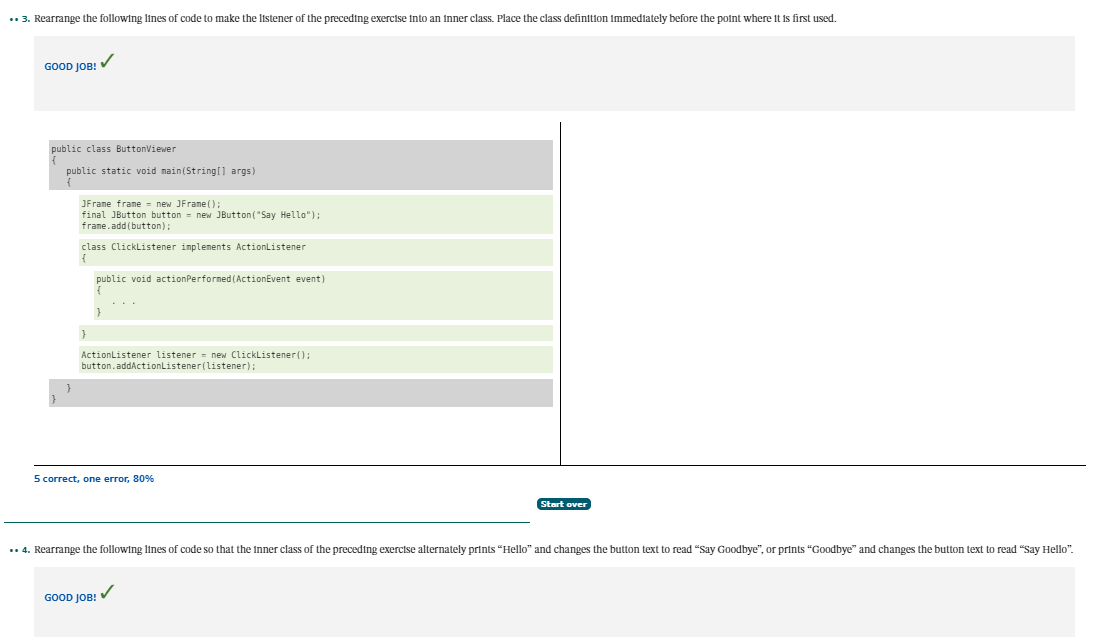 •• 3. Rearrange the following lines of code to make the listener of the preceding exercise into an inner class. Place the class definition immediately before the point where it is first used.
GOOD JOB! ✓
public class ButtonViewer
{
public static void main(String[] args)
{
JFrame frame = new JFrame();
final JButton button = new JButton("Say Hello");
frame.add(button);
class ClickListener implements ActionListener
{
public void actionPerformed(ActionEvent event)
{
. . .
}
}
ActionListener listener = new ClickListener();
button.addActionListener(listener);
}
}
5 correct, one error, 80%
Start over
•• 4. Rearrange the following lines of code so that the inner class of the preceding exercise alternately prints “Hello” and changes the button text to read “Say Goodbye”, or prints “Goodbye” and changes the button text to read “Say Hello”.
GOOD JOB! ✓